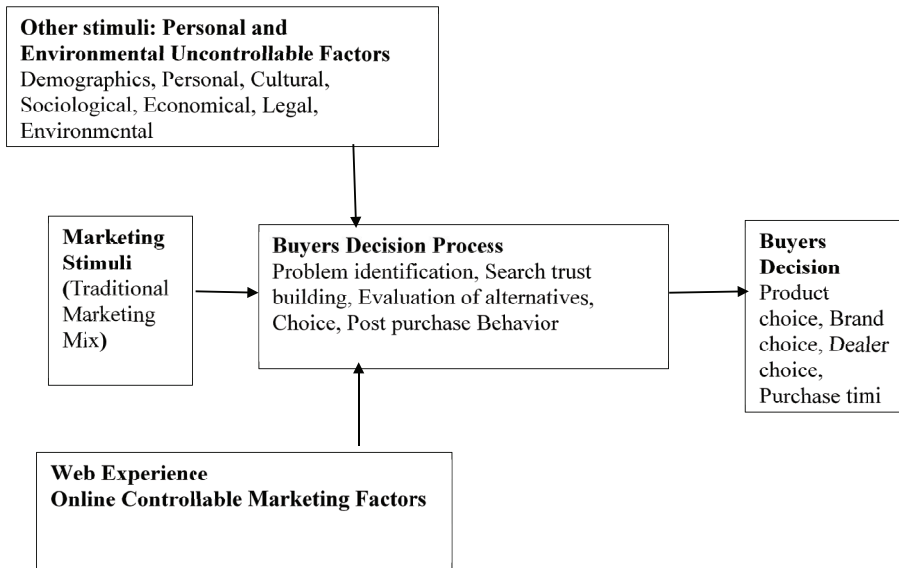 Other stimuli: Personal and
Environmental Uncontrollable Factors
Demographics, Personal, Cultural,
Sociological, Economical, Legal,
Environmental
Marketing
Stimuli
(Traditional
Marketing
Mix)
Buyers Decision Process
Problem identification, Search trust
building, Evaluation of alternatives,
Choice, Post purchase Behavior
Buyers
Decision
Product
choice, Brand
choice, Dealer
choice,
Purchase timi
Web Experience
Online Controllable Marketing Factors